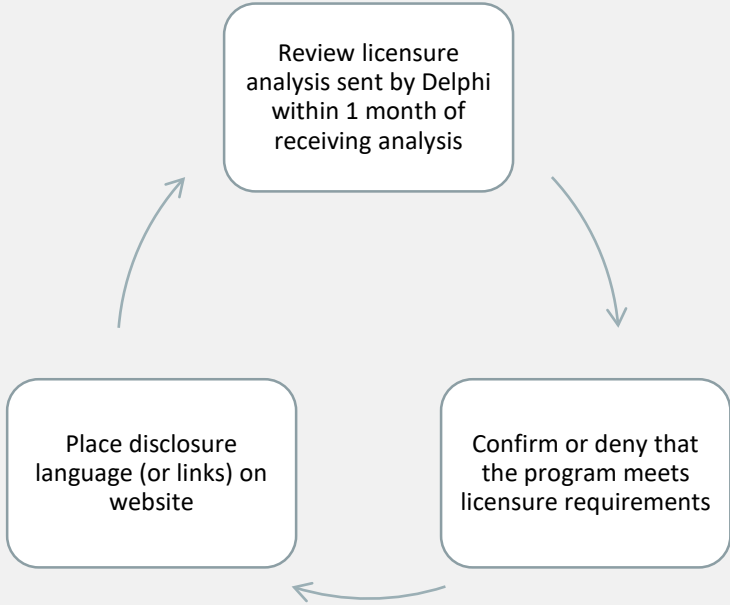 Review licensure
analysis sent by Delphi
within 1 month of
receiving analysis
Confirm or deny that
the program meets
licensure requirements
Place disclosure
language (or links) on
website